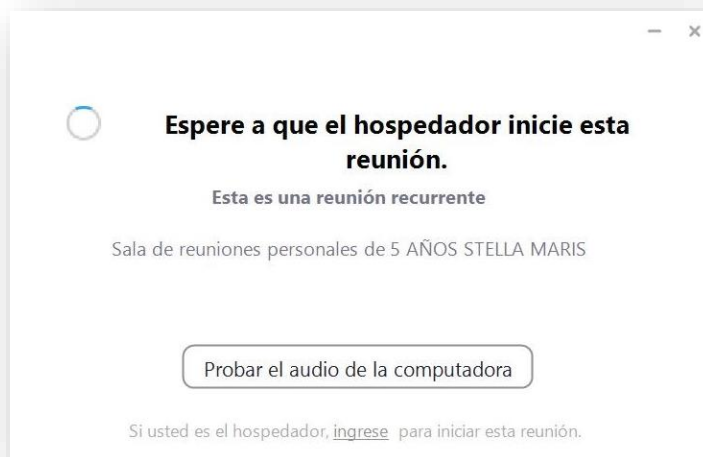 Espere a que el hospedador inicie esta
reunión.
Esta es una reunión recurrente
Sala de reuniones personales de 5 AÑOS STELLA MARIS
Probar el audio de la computadora
Si usted es el hospedador, ingrese para iniciar esta reunión.